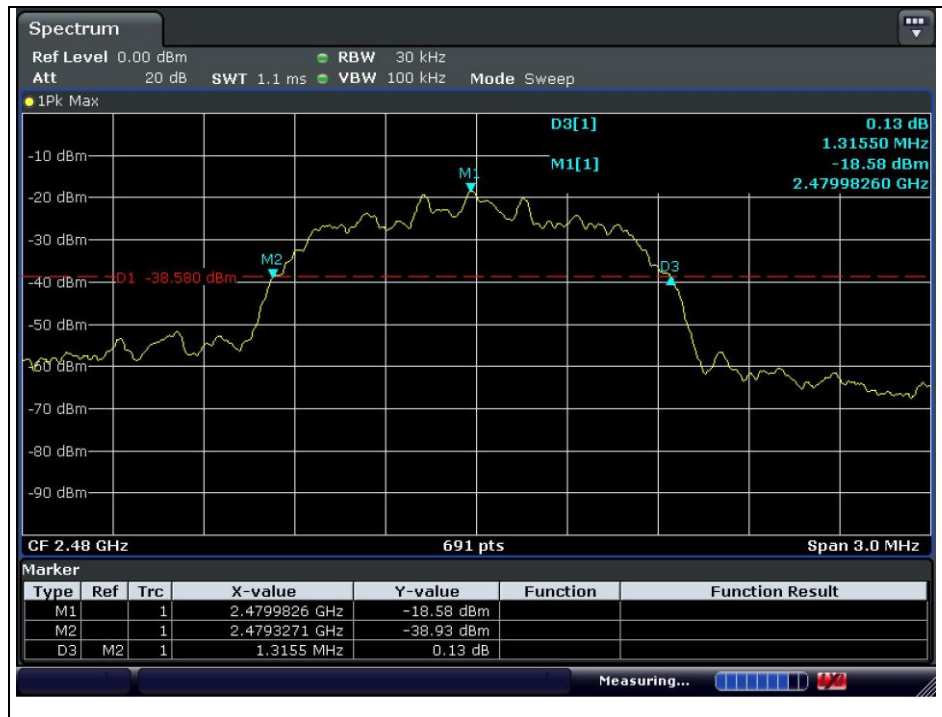 Spectrum
Ref Level 0.00 dBm RBW 30 kHz
Att 20 dB SWT 1.1 ms VBW 100 kHz Mode Sweep
1Pk Max
D3[1] 0.13 dB
1.31550 MHz
M1[1] -18.58 dBm
2.47998260 GHz
-10 dBm
M1
-20 dBm
-30 dBm
M2
D3
D1 -38.580 dBm
-40 dBm
-50 dBm
-60 dBm
-70 dBm
-80 dBm
-90 dBm
CF 2.48 GHz 691 pts Span 3.0 MHz
Marker
Type Ref Trc X-value Y-value Function Function Result
M1 1 2.4799826 GHz -18.58 dBm
M2 1 2.4793271 GHz -38.93 dBm
D3 M2 1 1.3155 MHz 0.13 dB
Measuring...